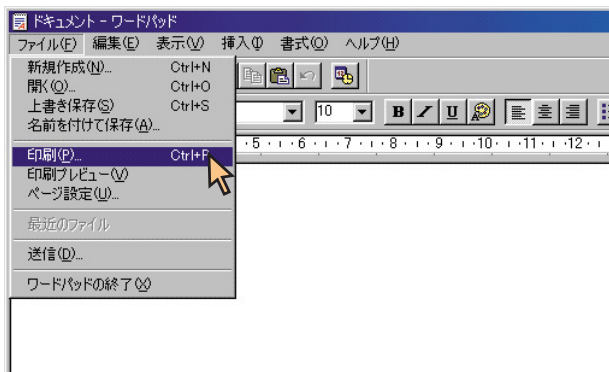 ドキュメント - ワードパッド
ファイル(F) 編集(E) 表示(V) 挿入(I) 書式(O) ヘルプ(H)
新規作成(N)... Ctrl+N
開く(O)... Ctrl+O
上書き保存(S) Ctrl+S
名前を付けて保存(A)...
10 B U
印刷(P)... Ctrl+P
5 6 7 8 9 10 11 12
印刷プレビュー(V)
ページ設定(U)...
最近のファイル
送信(D)...
ワードパッドの終了(X)